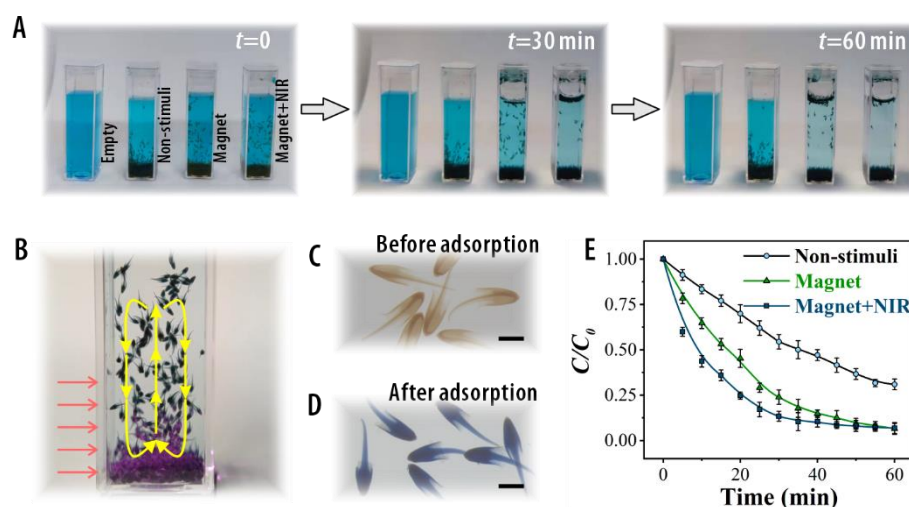 A
t=0
t=30 min
t=60 min
Empty
Non-stimuli
Magnet
Magnet+NIR
B
C
Before adsorption
D
After adsorption
E
1.00
0.75
0.50
0.25
0.00
C/C0
Non-stimuli
Magnet
Magnet+NIR
0
20
40
60
Time (min)